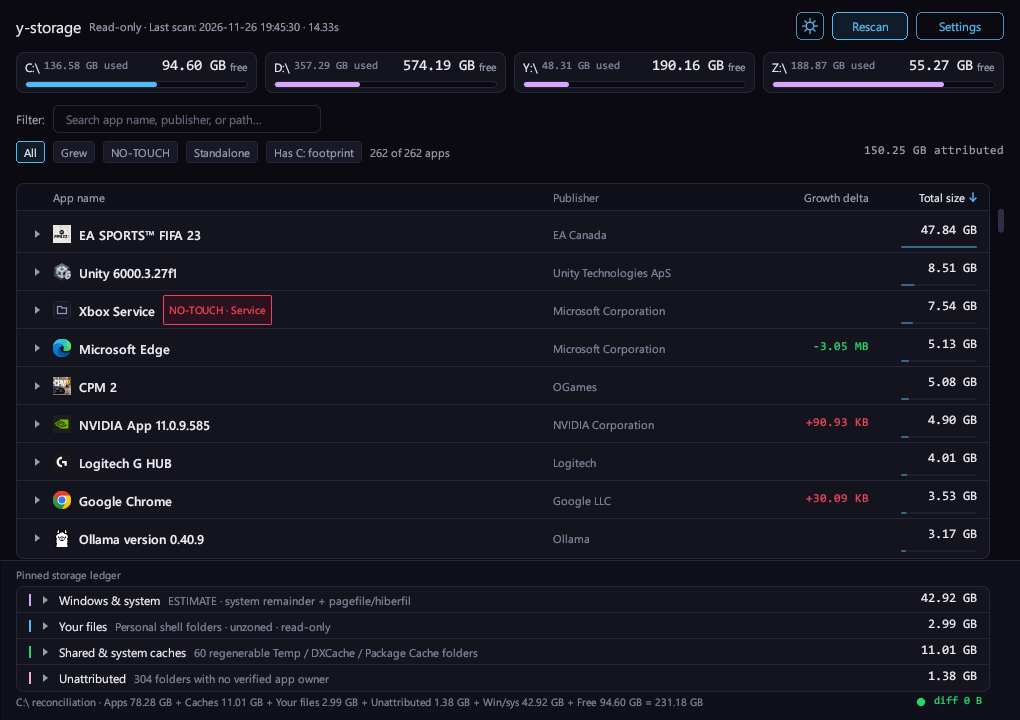 y-storage Read-only · Last scan: 2026-11-26 19:45:30 · 14.33s Rescan Settings
C:\ 136.58 GB used 94.60 GB free D:\ 357.29 GB used 574.19 GB free Y:\ 48.31 GB used 190.16 GB free Z:\ 188.87 GB used 55.27 GB free
Filter: Search app name, publisher, or path...
All Grew NO-TOUCH Standalone Has C: footprint 262 of 262 apps 150.25 GB attributed
App name Publisher Growth delta Total size ↓
EA SPORTS™ FIFA 23 EA Canada 47.84 GB
Unity 6000.3.27f1 Unity Technologies ApS 8.51 GB
Xbox Service NO-TOUCH · Service Microsoft Corporation 7.54 GB
Microsoft Edge Microsoft Corporation -3.05 MB 5.13 GB
CPM 2 OGames 5.08 GB
NVIDIA App 11.0.9.585 NVIDIA Corporation +90.93 KB 4.90 GB
Logitech G HUB Logitech 4.01 GB
Google Chrome Google LLC +30.09 KB 3.53 GB
Ollama version 0.40.9 Ollama 3.17 GB
Pinned storage ledger
Windows & system ESTIMATE · system remainder + pagefile/hiberfil 42.92 GB
Your files Personal shell folders · unzoned · read-only 2.99 GB
Shared & system caches 60 regenerable Temp / DXCache / Package Cache folders 11.01 GB
Unattributed 304 folders with no verified app owner 1.38 GB
C:\ reconciliation · Apps 78.28 GB + Caches 11.01 GB + Your files 2.99 GB + Unattributed 1.38 GB + Win/sys 42.92 GB + Free 94.60 GB = 231.18 GB diff 0 B